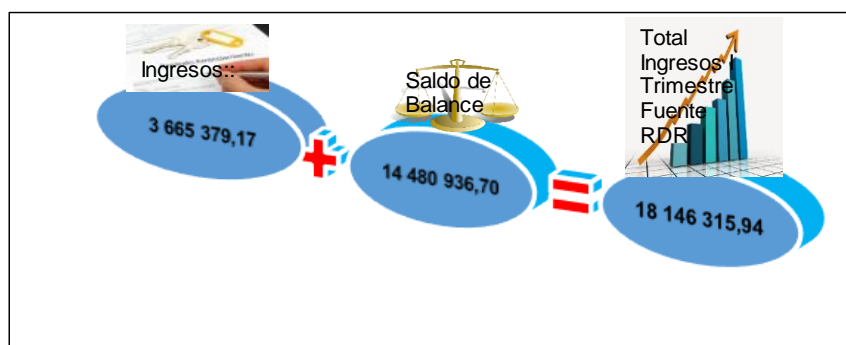 Ingresos::
3 665 379,17
+
Saldo de
Balance
14 480 936,70
=
Total
Ingresos I
Trimestre
Fuente
RDR
18 146 315,94